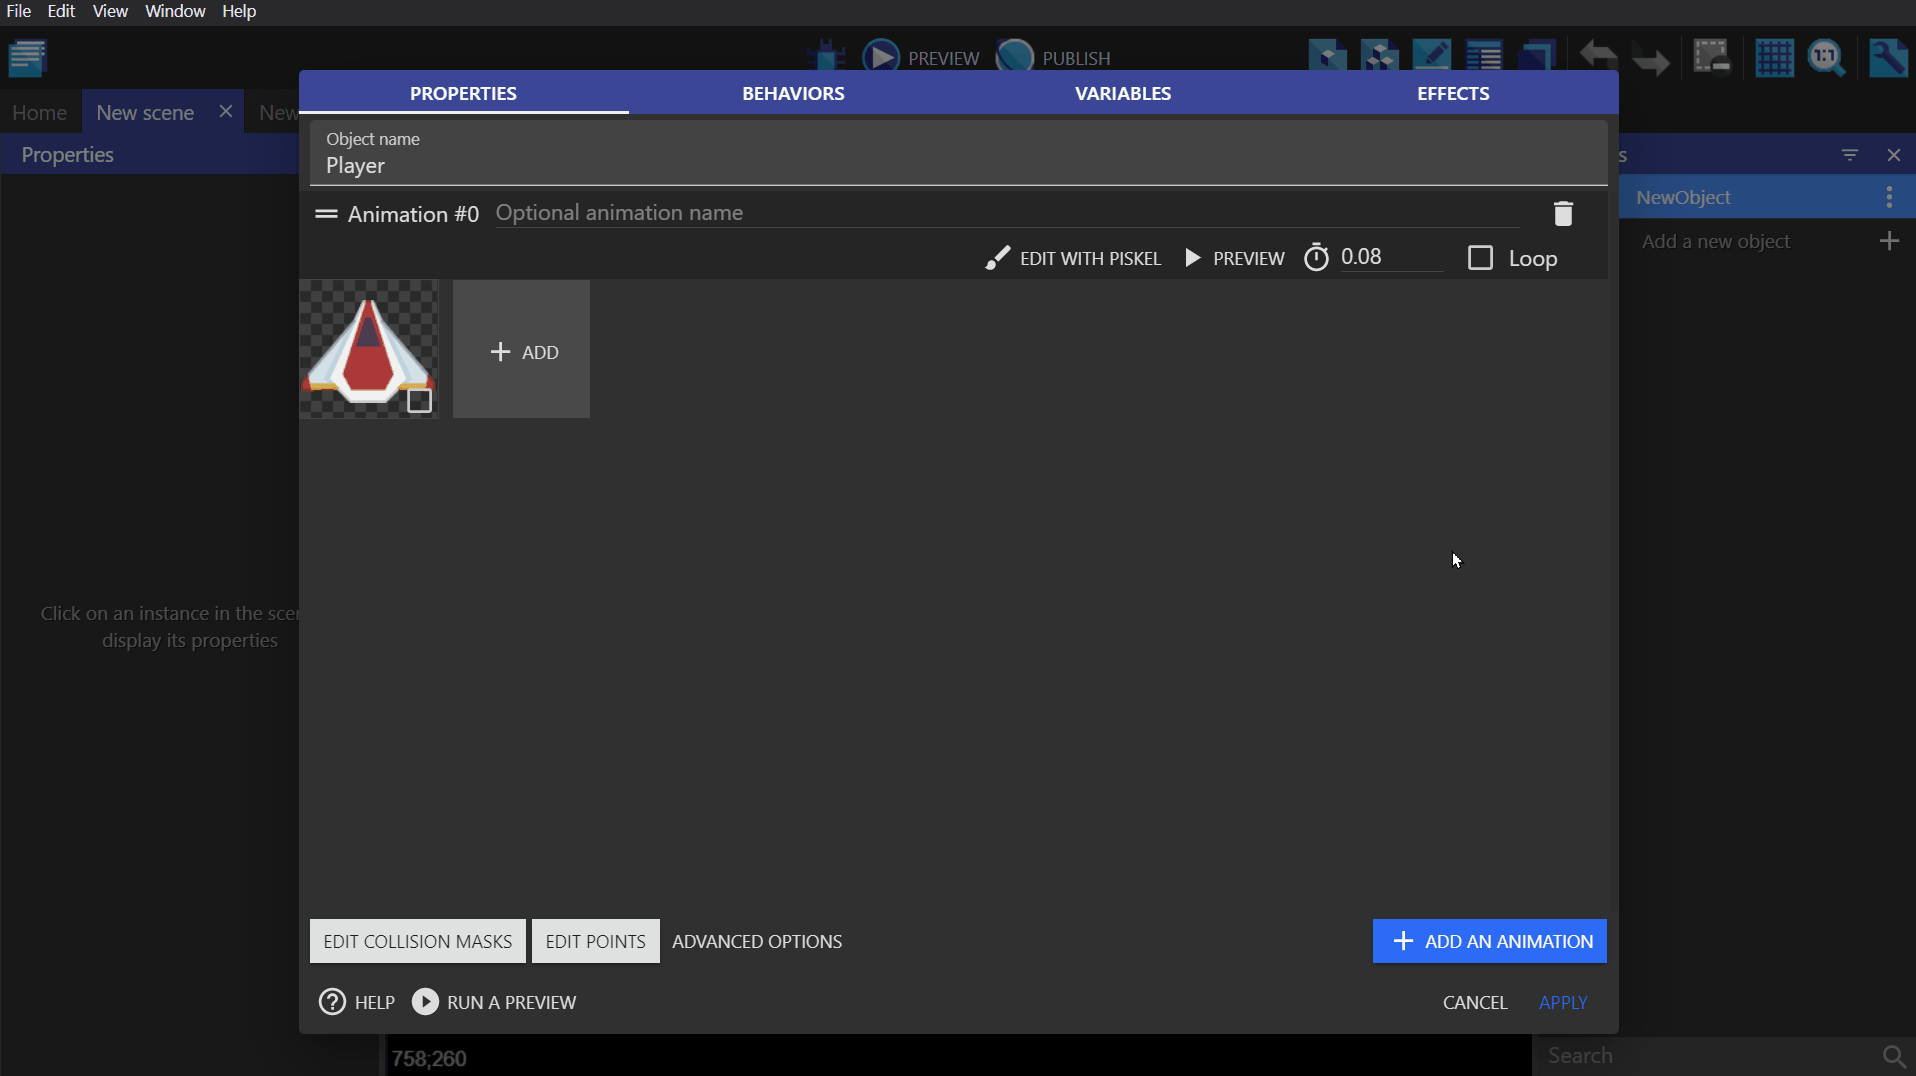 File Edit View Window Help
PREVIEW PUBLISH
Home New scene New
PROPERTIES BEHAVIORS VARIABLES EFFECTS
Properties
Object name
Player
s
NewObject
Add a new object
Animation #0 Optional animation name
EDIT WITH PISKEL PREVIEW 0.08 Loop
ADD
Click on an instance in the scen
display its properties
EDIT COLLISION MASKS EDIT POINTS ADVANCED OPTIONS ADD AN ANIMATION
HELP RUN A PREVIEW CANCEL APPLY
758;260
Search
1:1